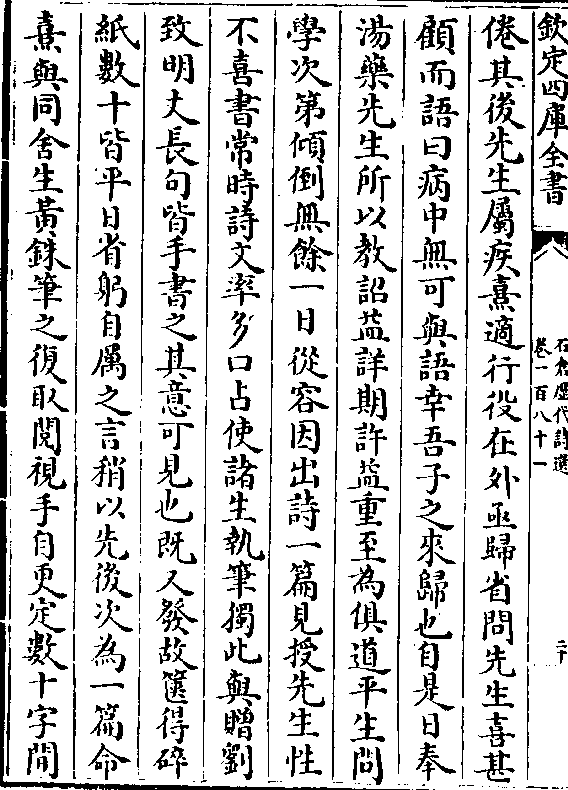 欽定四庫全書
石倉歷代詩選
卷一百八十一
二十
倦其後先生屬疾熹適行役在外亟歸省問先生喜甚
顧而語曰病中無可與語幸吾子之來歸也自是日奉
湯藥先生所以教詔益詳期許益重至為俱道平生問
學次第傾倒無餘一日從容因出詩一篇見授先生性
不喜書常時詩文率多口占使諸生執筆獨此與贈劉
致明丈長句皆手書之其意可見也既又發故篋得碎
紙數十皆平日省躬自厲之言稍以先後次為一篇命
熹與同舍生黃銖筆之復取閱視手自更定數十字間